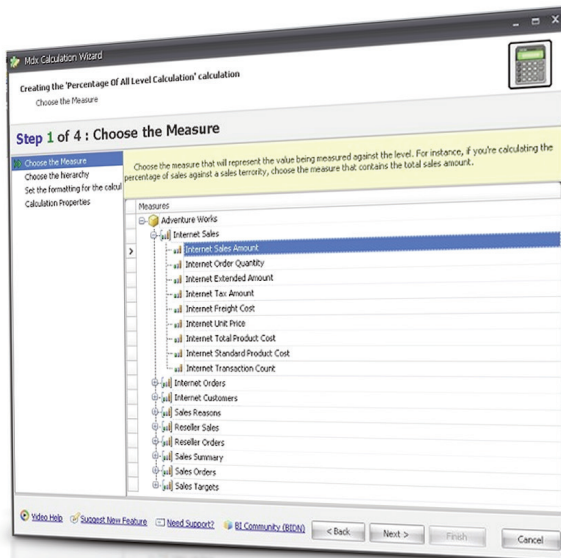 Mdx Calculation Wizard
Creating the 'Percentage Of All Level Calculation' calculation
Choose the Measure
Step 1 of 4 : Choose the Measure
Choose the Measure
Choose the hierarchy
Set the formatting for the calcul
Calculation Properties
Choose the measure that will represent the value being measured against the level. For instance, if you're calculating the
percentage of sales against a sales terrority, choose the measure that contains the total sales amount.
Measures
Adventure Works
Internet Sales
Internet Sales Amount
Internet Order Quantity
Internet Extended Amount
Internet Tax Amount
Internet Freight Cost
Internet Unit Price
Internet Total Product Cost
Internet Standard Product Cost
Internet Transaction Count
Internet Orders
Internet Customers
Sales Reasons
Reseller Sales
Reseller Orders
Sales Summary
Sales Orders
Sales Targets
Video Help Suggest New Feature Need Support? BI Community (BIDN) < Back Next > Finish Cancel